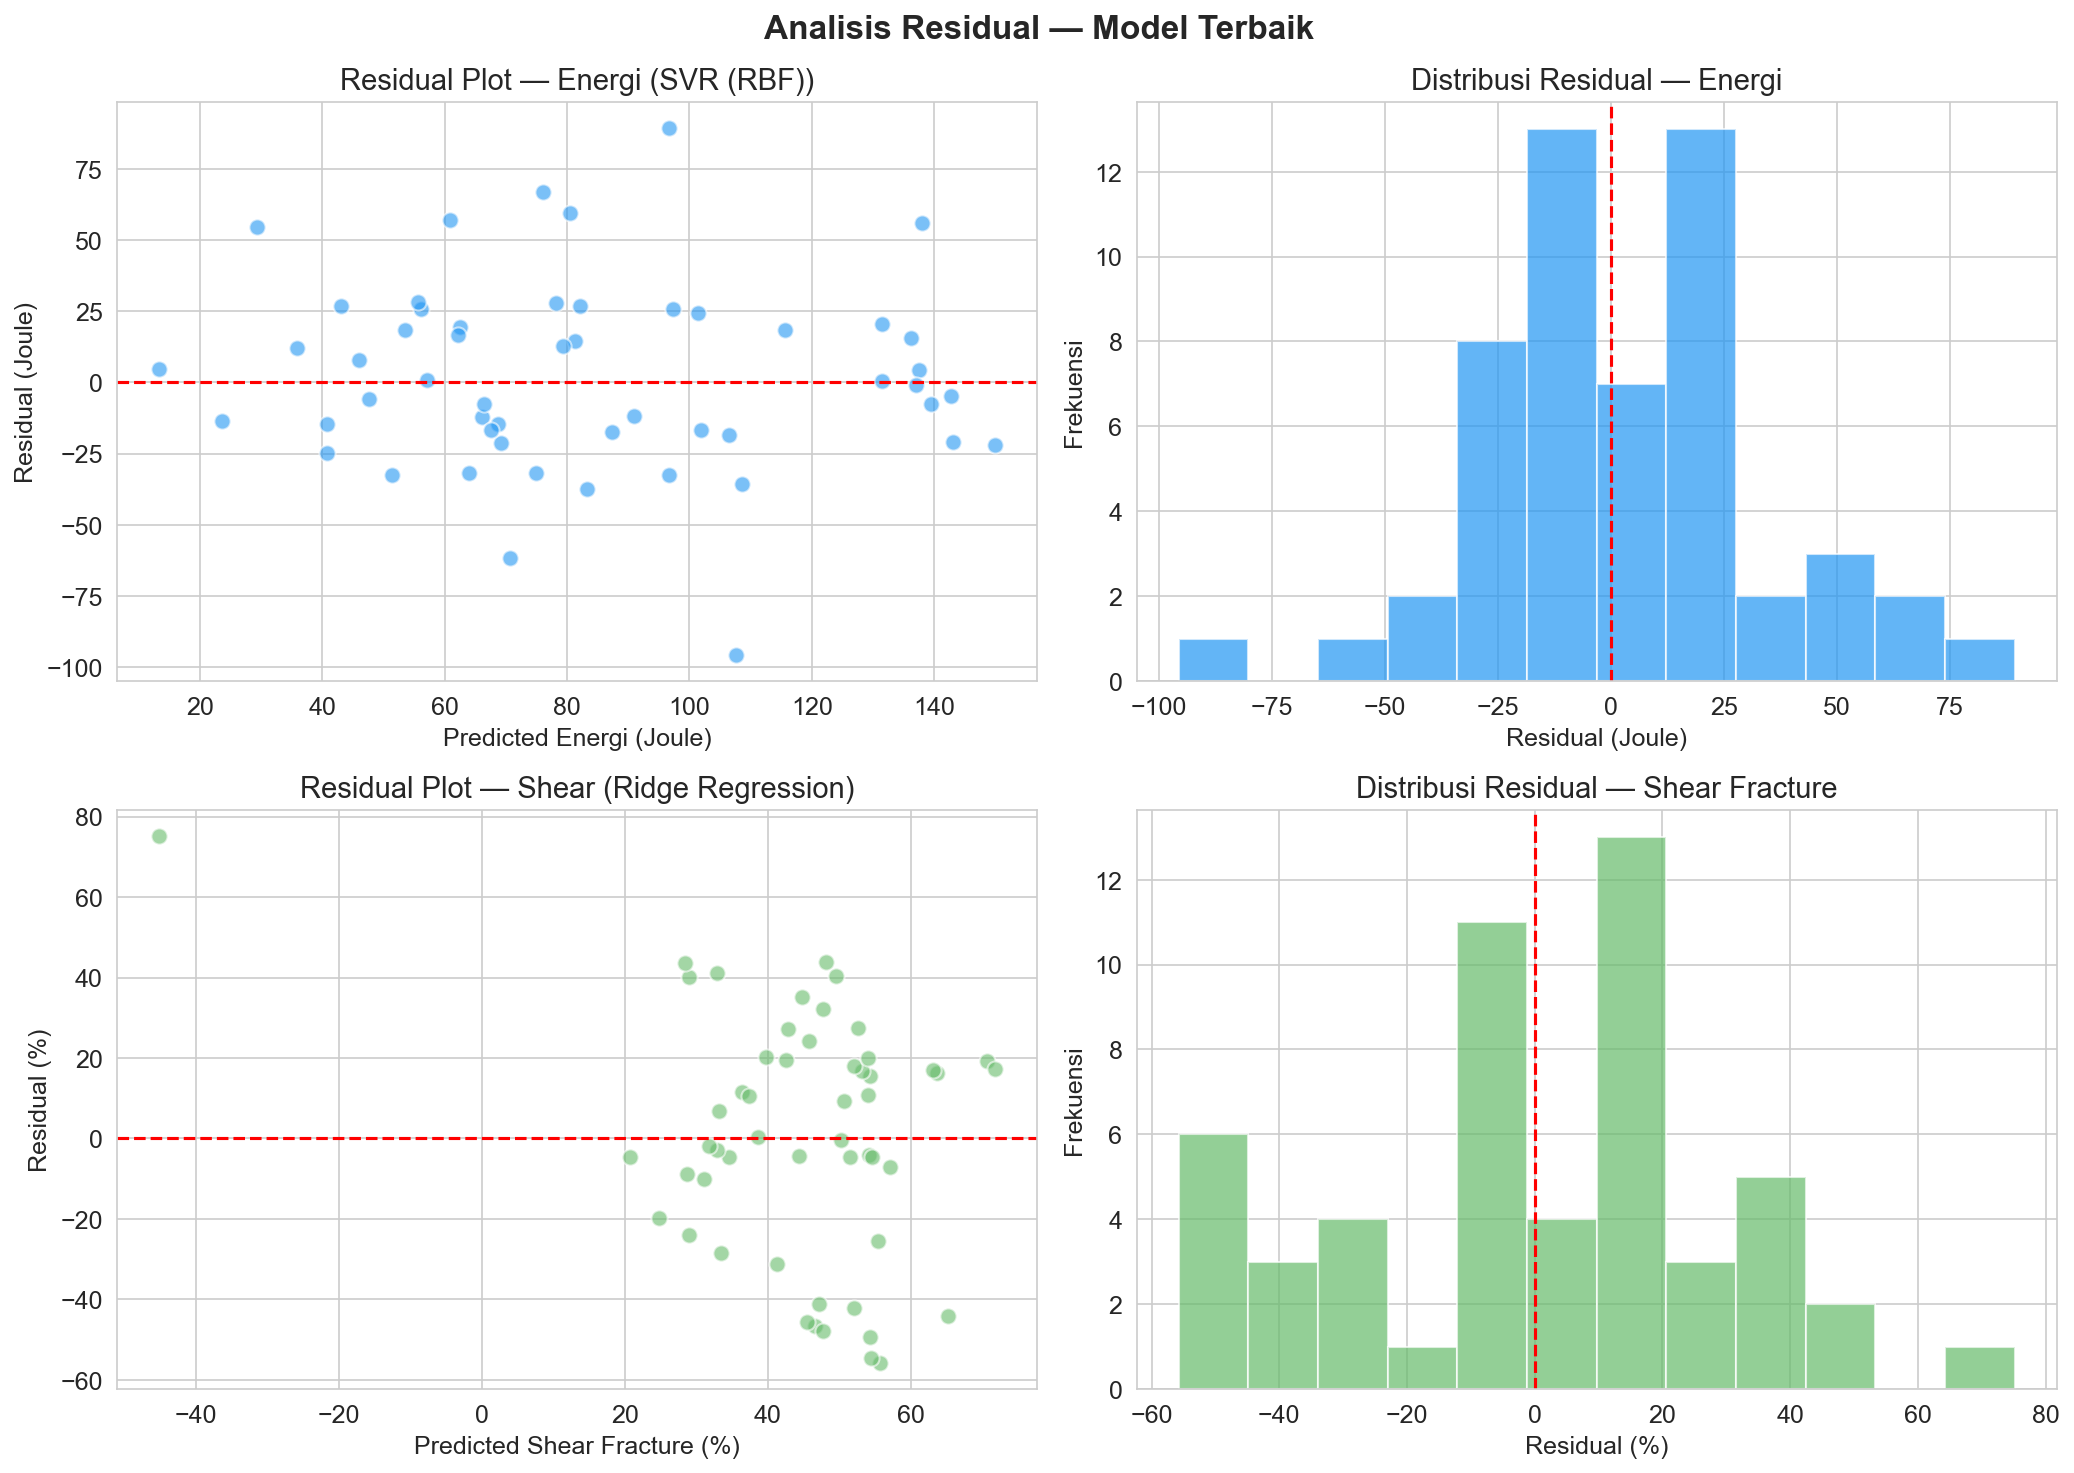 Analisis Residual — Model Terbaik
Residual Plot — Energi (SVR (RBF))
Residual (Joule)
75
50
25
0
−25
−50
−75
−100
20 40 60 80 100 120 140
Predicted Energi (Joule)
Distribusi Residual — Energi
Frekuensi
12
10
8
6
4
2
0
−100 −75 −50 −25 0 25 50 75
Residual (Joule)
Residual Plot — Shear (Ridge Regression)
Residual (%)
80
60
40
20
0
−20
−40
−60
−40 −20 0 20 40 60
Predicted Shear Fracture (%)
Distribusi Residual — Shear Fracture
Frekuensi
12
10
8
6
4
2
0
−60 −40 −20 0 20 40 60 80
Residual (%)